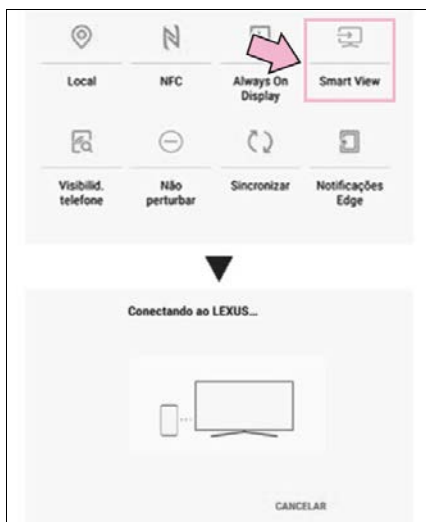 Local
NFC
Always On
Display
Smart View
Visibilid.
telefone
Não
perturbar
Sincronizar
Notificações
Edge
Conectando ao LEXUS...
CANCELAR